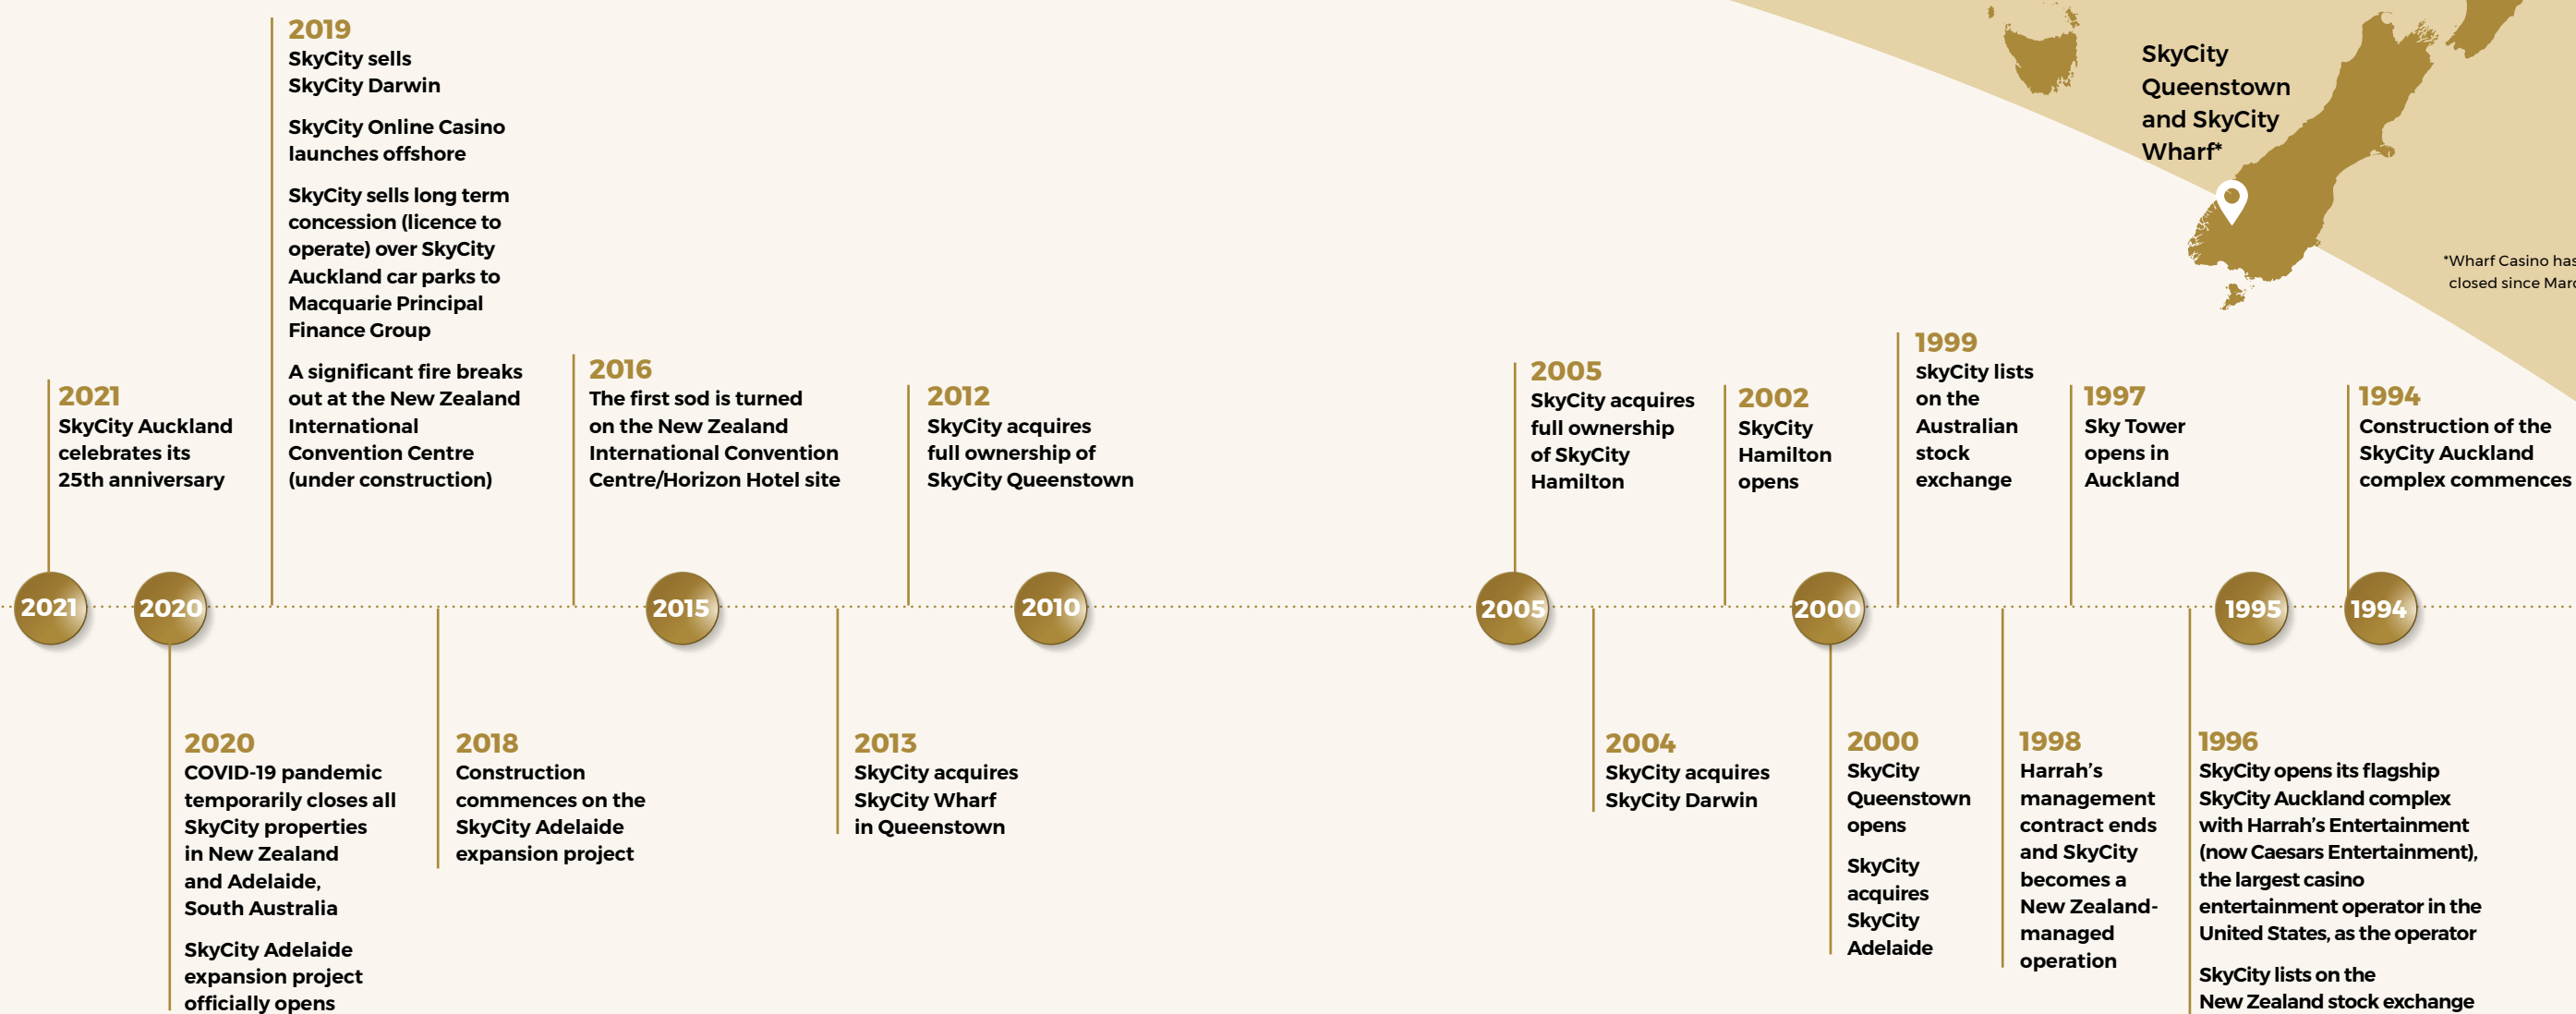 2019
SkyCity sells
SkyCity Darwin
SkyCity Online Casino
launches offshore
SkyCity sells long term
concession (licence to
operate) over SkyCity
Auckland car parks to
Macquarie Principal
Finance Group
A significant fire breaks
out at the New Zealand
International
Convention Centre
(under construction)
SkyCity
Queenstown
and SkyCity
Wharf*
*Wharf Casino has
closed since
2021
SkyCity Auckland
celebrates its
25th anniversary
2016
The first sod is turned
on the New Zealand
International Convention
Centre/Horizon Hotel site
2012
SkyCity acquires
full ownership of
SkyCity Queenstown
2005
SkyCity acquires
full ownership
of SkyCity
Hamilton
2002
SkyCity
Hamilton
opens
1999
SkyCity lists
on the
Australian
stock
exchange
1997
Sky Tower
opens in
Auckland
1994
Construction of the
SkyCity Auckland
complex commences
2021
2020
2015
2010
2005
2000
1995
1994
2020
COVID-19 pandemic
temporarily closes all
SkyCity properties
in New Zealand
and Adelaide,
South Australia
SkyCity Adelaide
expansion project
officially opens
2018
Construction
commences on the
SkyCity Adelaide
expansion project
2013
SkyCity acquires
SkyCity Wharf
in Queenstown
2004
SkyCity acquires
SkyCity Darwin
2000
SkyCity
Queenstown
opens
SkyCity
acquires
SkyCity
Adelaide
1998
Harrah's
management
contract ends
and SkyCity
becomes a
New Zealand-
managed
operation
1996
SkyCity opens its flagship
SkyCity Auckland complex
with Harrah's Entertainment
(now Caesars Entertainment),
the largest casino
entertainment operator in the
United States, as the operator
SkyCity lists on the
New Zealand stock exchange